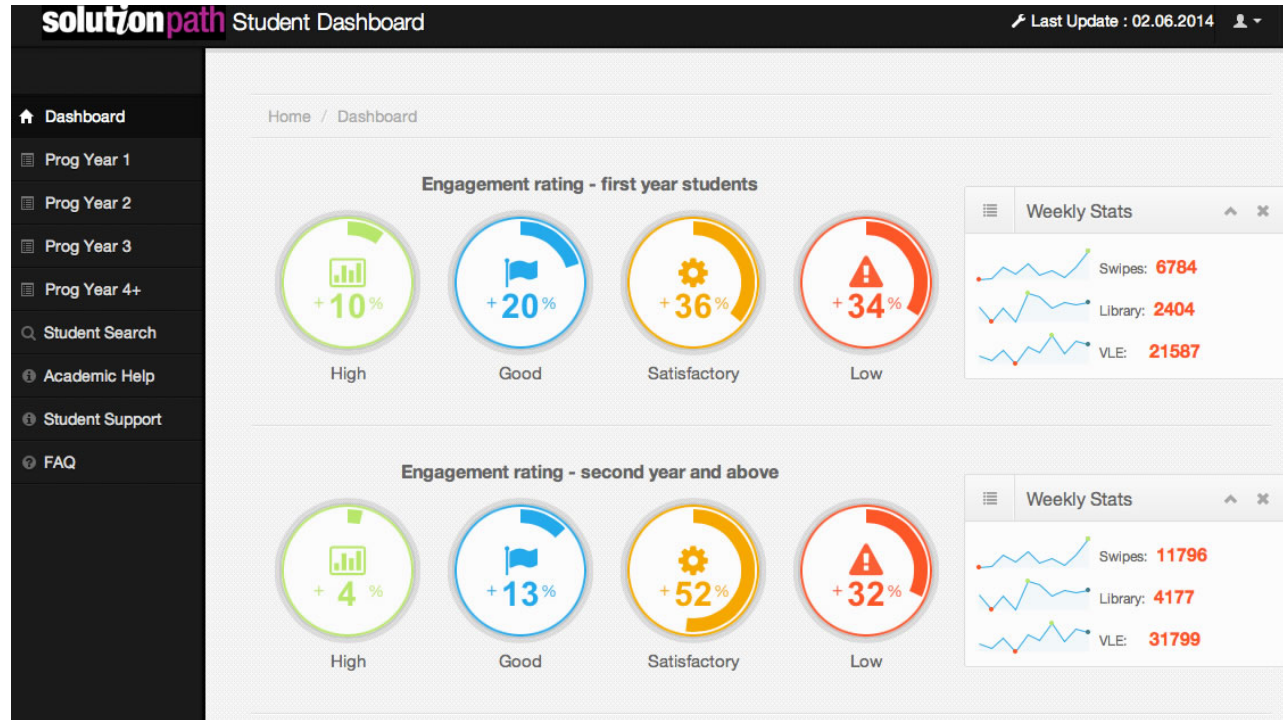 solutionpath Student Dashboard
Last Update : 02.06.2014
Dashboard
Prog Year 1
Prog Year 2
Prog Year 3
Prog Year 4+
Student Search
Academic Help
Student Support
FAQ
Home / Dashboard
Engagement rating - first year students
+10%
High
+20%
Good
+36%
Satisfactory
+34%
Low
Weekly Stats
Swipes: 6784
Library: 2404
VLE: 21587
Engagement rating - second year and above
+ 4 %
High
+13%
Good
+52%
Satisfactory
+32%
Low
Weekly Stats
Swipes: 11796
Library: 4177
VLE: 31799